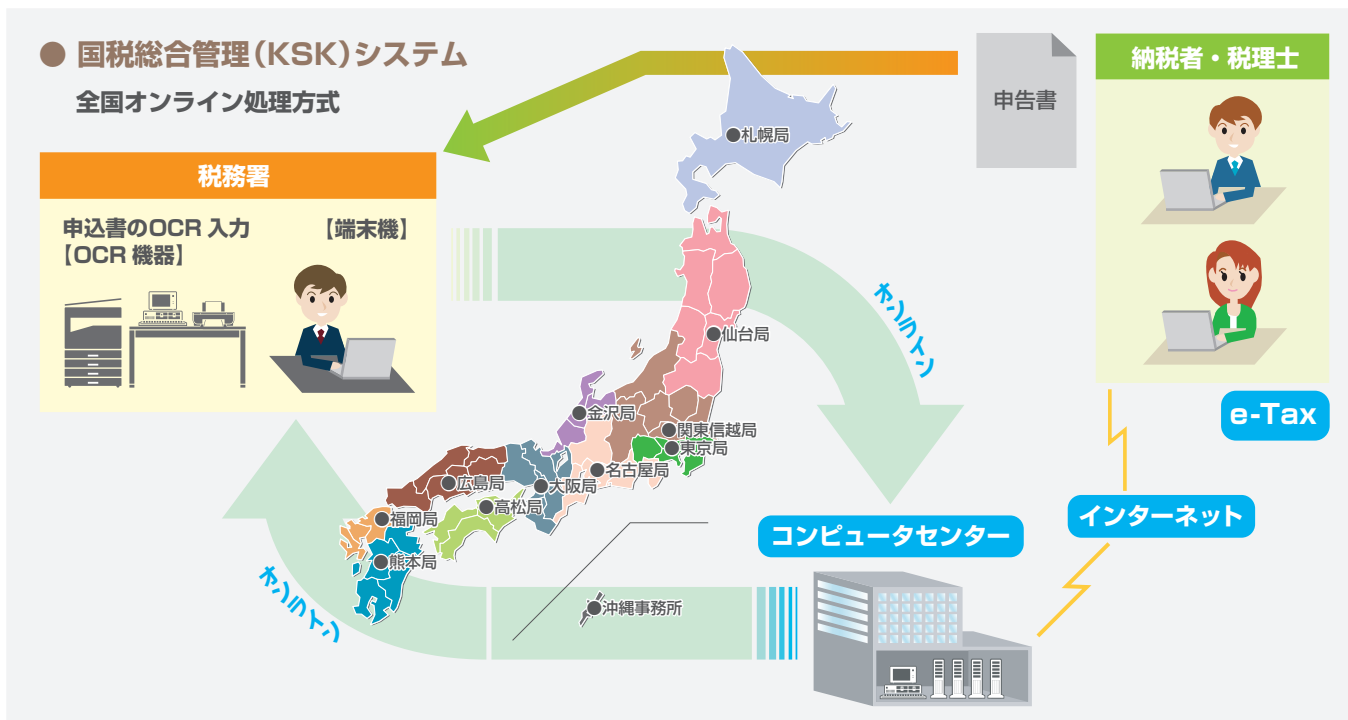 ● 国税総合管理(KSK)システム
全国オンライン処理方式
申告書
納税者・税理士
税務署
申込書のOCR 入力
【OCR 機器】
【端末機】
札幌局
オンライン
仙台局
金沢局
関東信越局
東京局
名古屋局
広島局
大阪局
高松局
福岡局
熊本局
e-Tax
インターネット
コンピュータセンター
オンライン
沖縄事務所